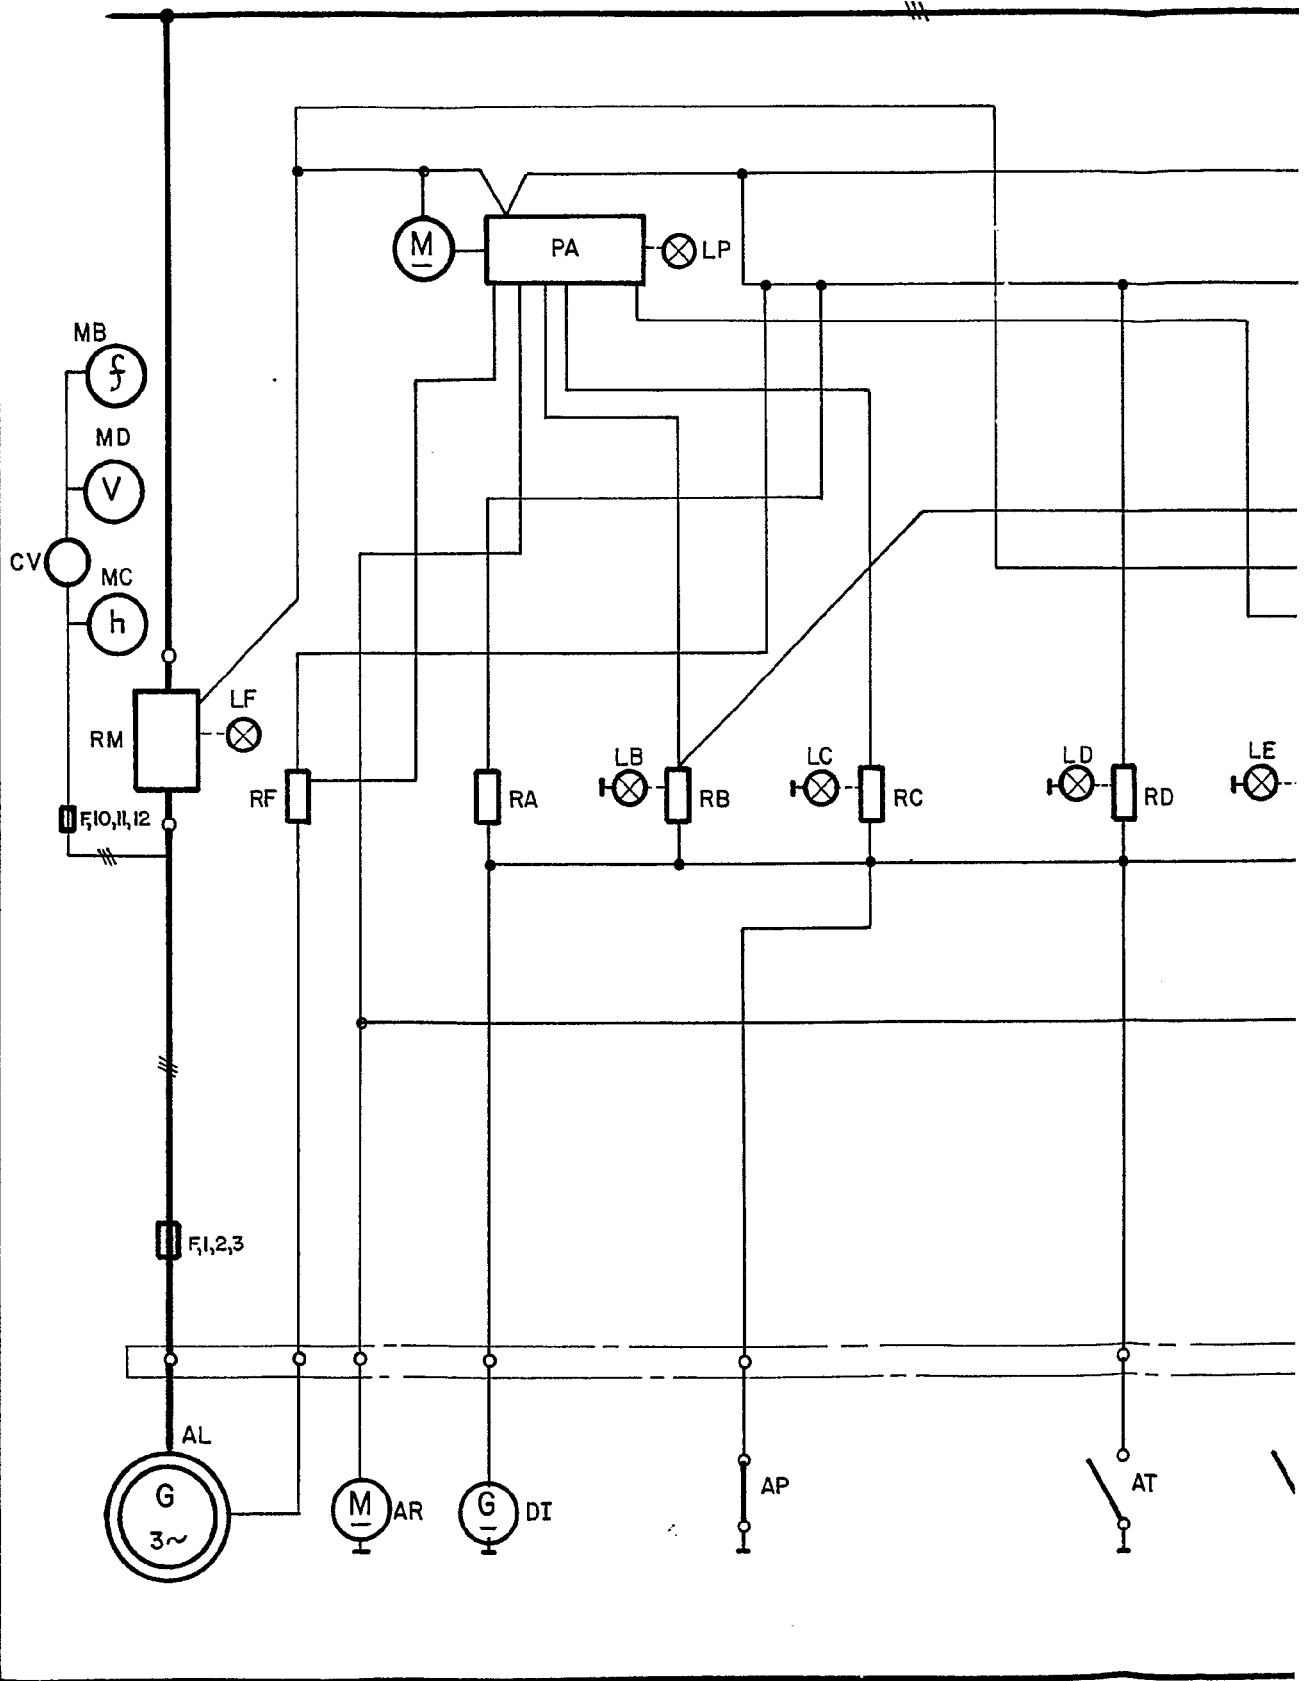 M PA LP
MB
f
MD
V
CV
MC
h
LF
RM
LB LC LD LE
RF RA RB RC RD
F,10,11,12
F,1,2,3
AL
G
3~
M AR
G DI
AP
AT